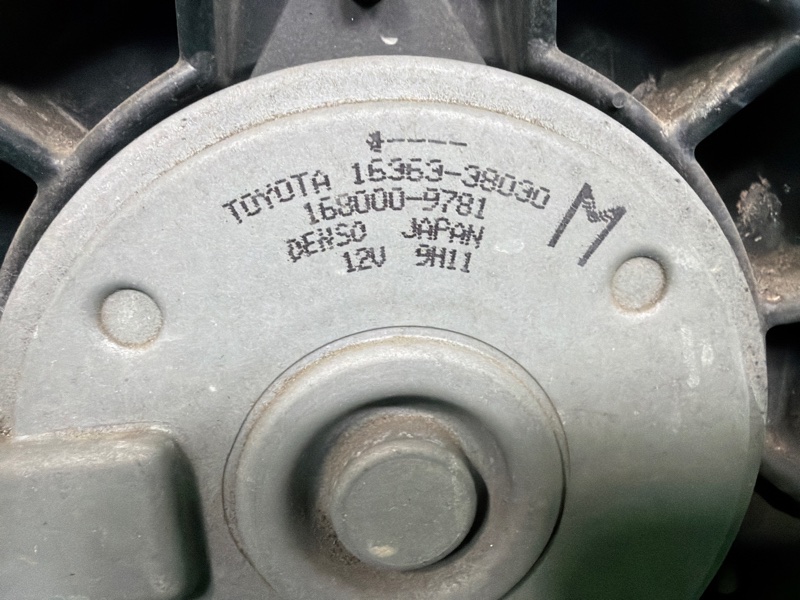 TOYOTA 16363-38030
168000-9781
DENSO JAPAN
12V 9H11
M